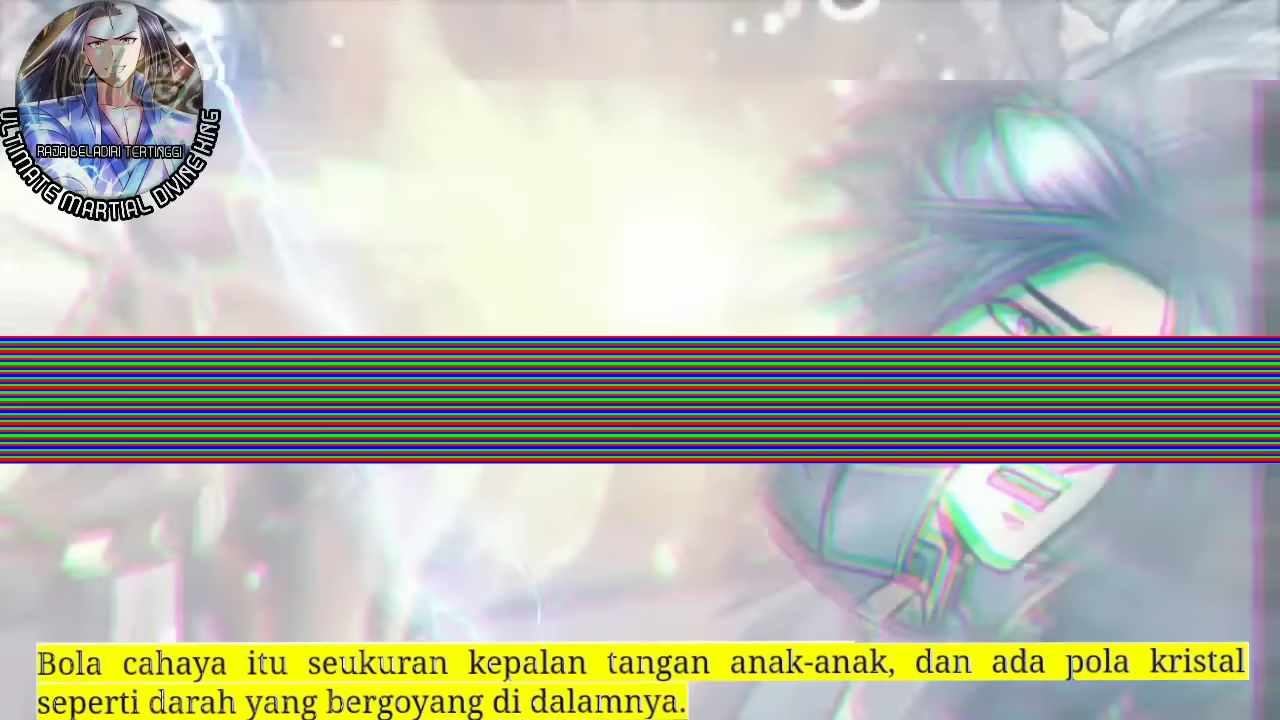 RAJA BELADIRI TERTINGGI
ULTIMATE MARTIAL DIVINE KING
Bola cahaya itu seukuran kepalan tangan anak-anak, dan ada pola kristal
seperti darah yang bergoyang di dalamnya.